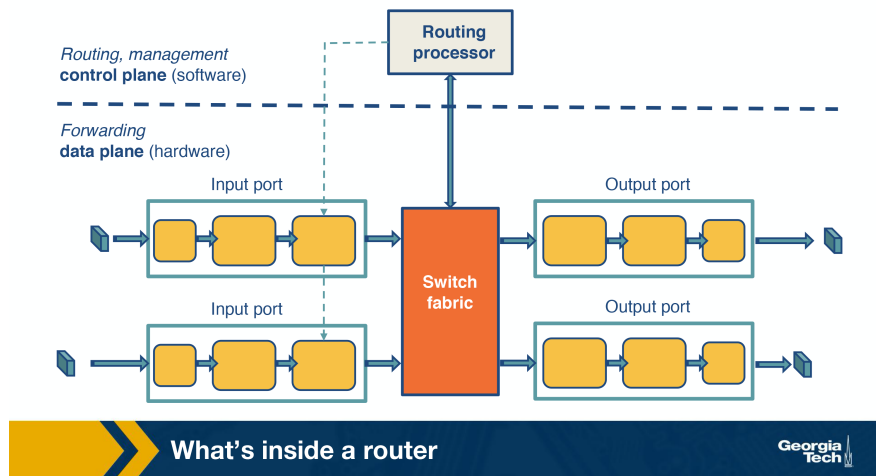 Routing
processor
Routing, management
control plane (software)
Forwarding
data plane (hardware)
Input port
Output port
Switch
fabric
Input port
Output port
What's inside a router
Georgia
Tech